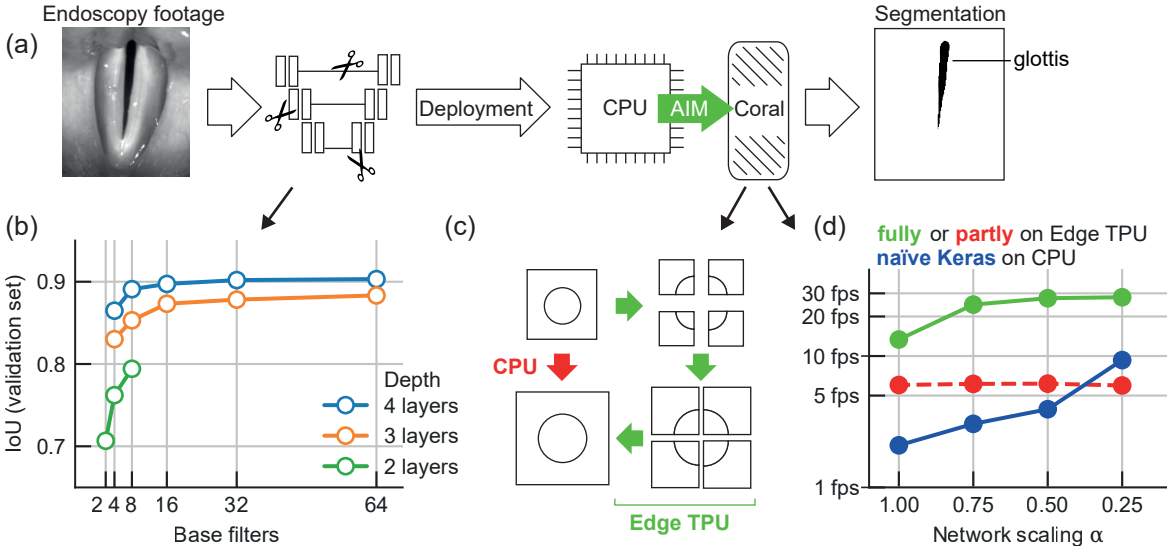 Endoscopy footage
Segmentation
(a)
glottis
Deployment
CPU
AIM
Coral
(b)
IoU (validation set)
0.9
0.8
0.7
Depth
4 layers
3 layers
2 layers
2 4 8 16 32 64
Base filters
(c)
CPU
Edge TPU
(d)
fully or partly on Edge TPU
naïve Keras on CPU
30 fps
20 fps
10 fps
5 fps
1 fps
1.00 0.75 0.50 0.25
Network scaling α